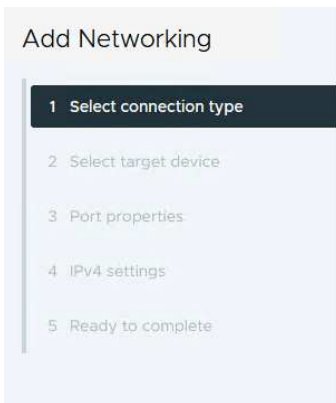 Add Networking
1 Select connection type
2 Select target device
3 Port properties
4 IPv4 settings
5 Ready to complete